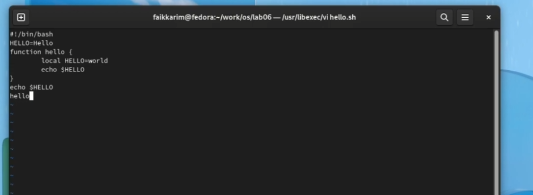 faikkarim@fedora:~/work/os/lab06 — /usr/libexec/vi hello.sh
#!/bin/bash
HELLO=Hello
function hello {
        local HELLO=world
        echo $HELLO
}
echo $HELLO
hello
~
~
~
~
~
~
~
~
~
~